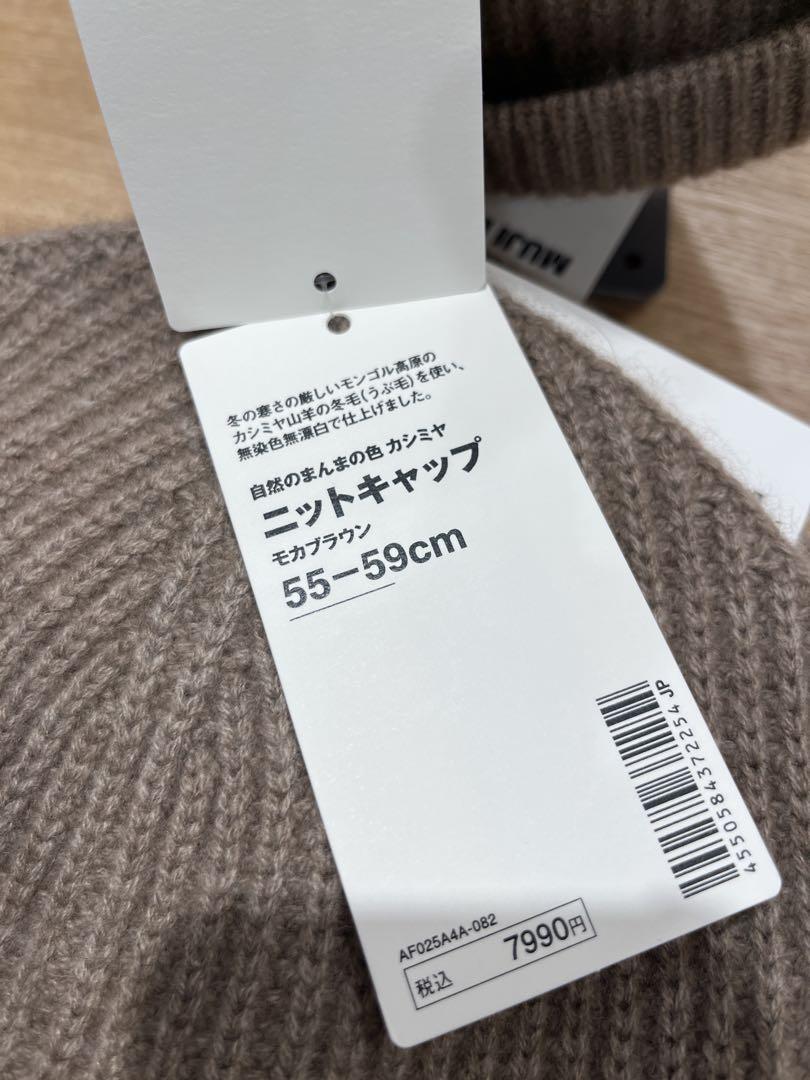 MUJI
冬の寒さの厳しいモンゴル高原の
カシミヤ山羊の冬毛(うぶ毛)を使い、
無染色無漂白で仕上げました。
自然のまんまの色 カシミヤ
ニットキャップ
モカブラウン
55−59cm
4550584372254 JP
AF025A4A-082
税込 7990円